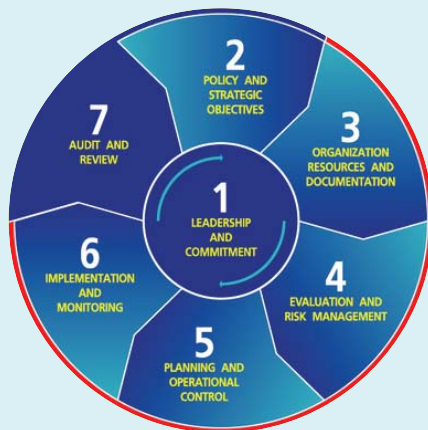 1
LEADERSHIP
AND
COMMITMENT
2
POLICY AND
STRATEGIC
OBJECTIVES
3
ORGANIZATION
RESOURCES AND
DOCUMENTATION
4
EVALUATION AND
RISK MANAGEMENT
5
PLANNING AND
OPERATIONAL
CONTROL
6
IMPLEMENTATION
AND
MONITORING
7
AUDIT AND
REVIEW